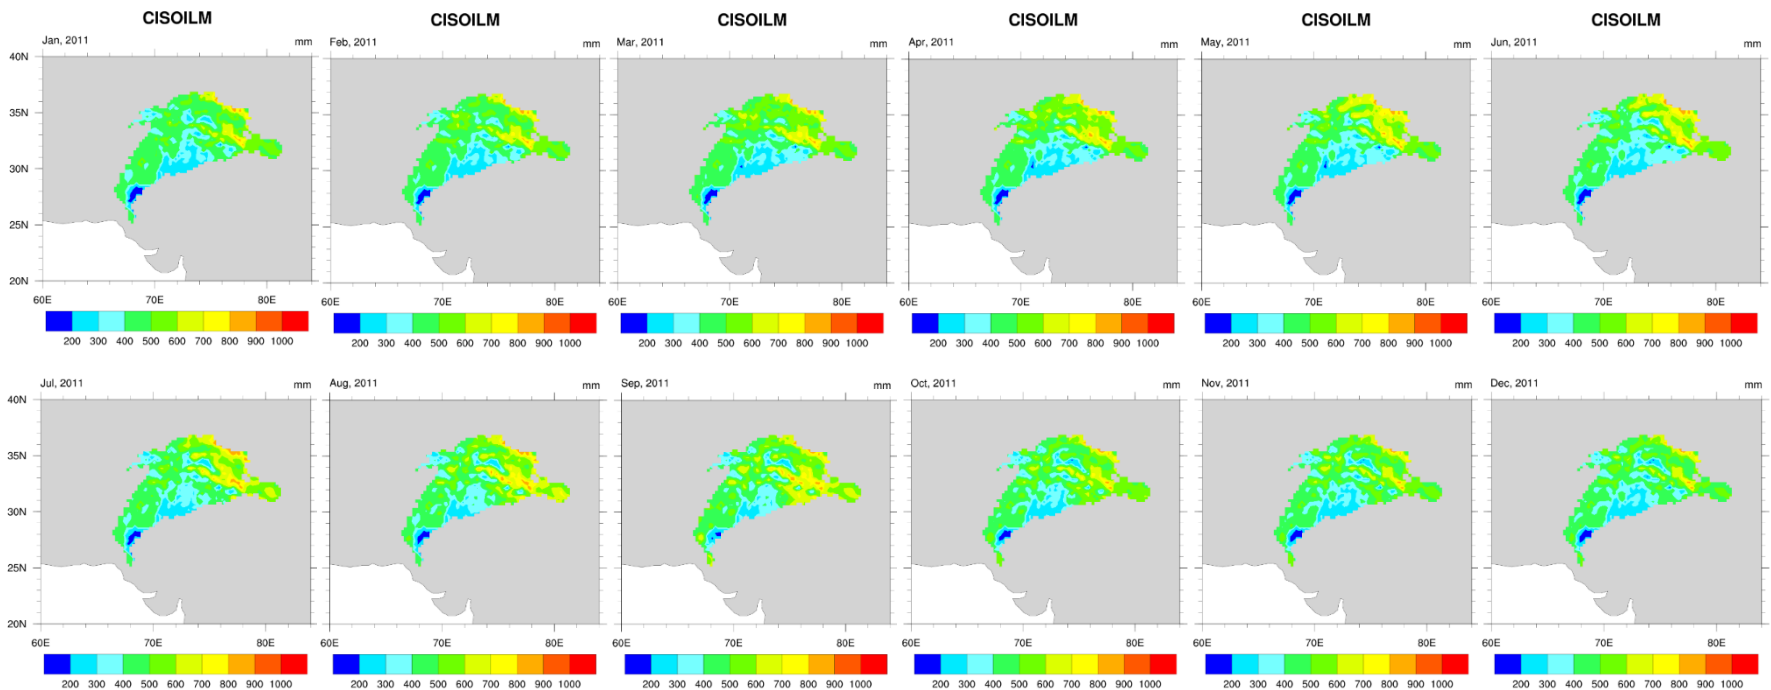 CISOILM CISOILM CISOILM CISOILM CISOILM CISOILM
Jan, 2011 mm Feb, 2011 mm Mar, 2011 mm Apr, 2011 mm May, 2011 mm Jun, 2011 mm
40N
35N
30N
25N
20N
60E 70E 80E 60E 70E 80E 60E 70E 80E 60E 70E 80E 60E 70E 80E 60E 70E 80E
200 300 400 500 600 700 800 900 1000 200 300 400 500 600 700 800 900 1000 200 300 400 500 600 700 800 900 1000 200 300 400 500 600 700 800 900 1000 200 300 400 500 600 700 800 900 1000 200 300 400 500 600 700 800 900 1000
Jul, 2011 mm Aug, 2011 mm Sep, 2011 mm Oct, 2011 mm Nov, 2011 mm Dec, 2011 mm
40N
35N
30N
25N
20N
60E 70E 80E 60E 70E 80E 60E 70E 80E 60E 70E 80E 60E 70E 80E 60E 70E 80E
200 300 400 500 600 700 800 900 1000 200 300 400 500 600 700 800 900 1000 200 300 400 500 600 700 800 900 1000 200 300 400 500 600 700 800 900 1000 200 300 400 500 600 700 800 900 1000 200 300 400 500 600 700 800 900 1000